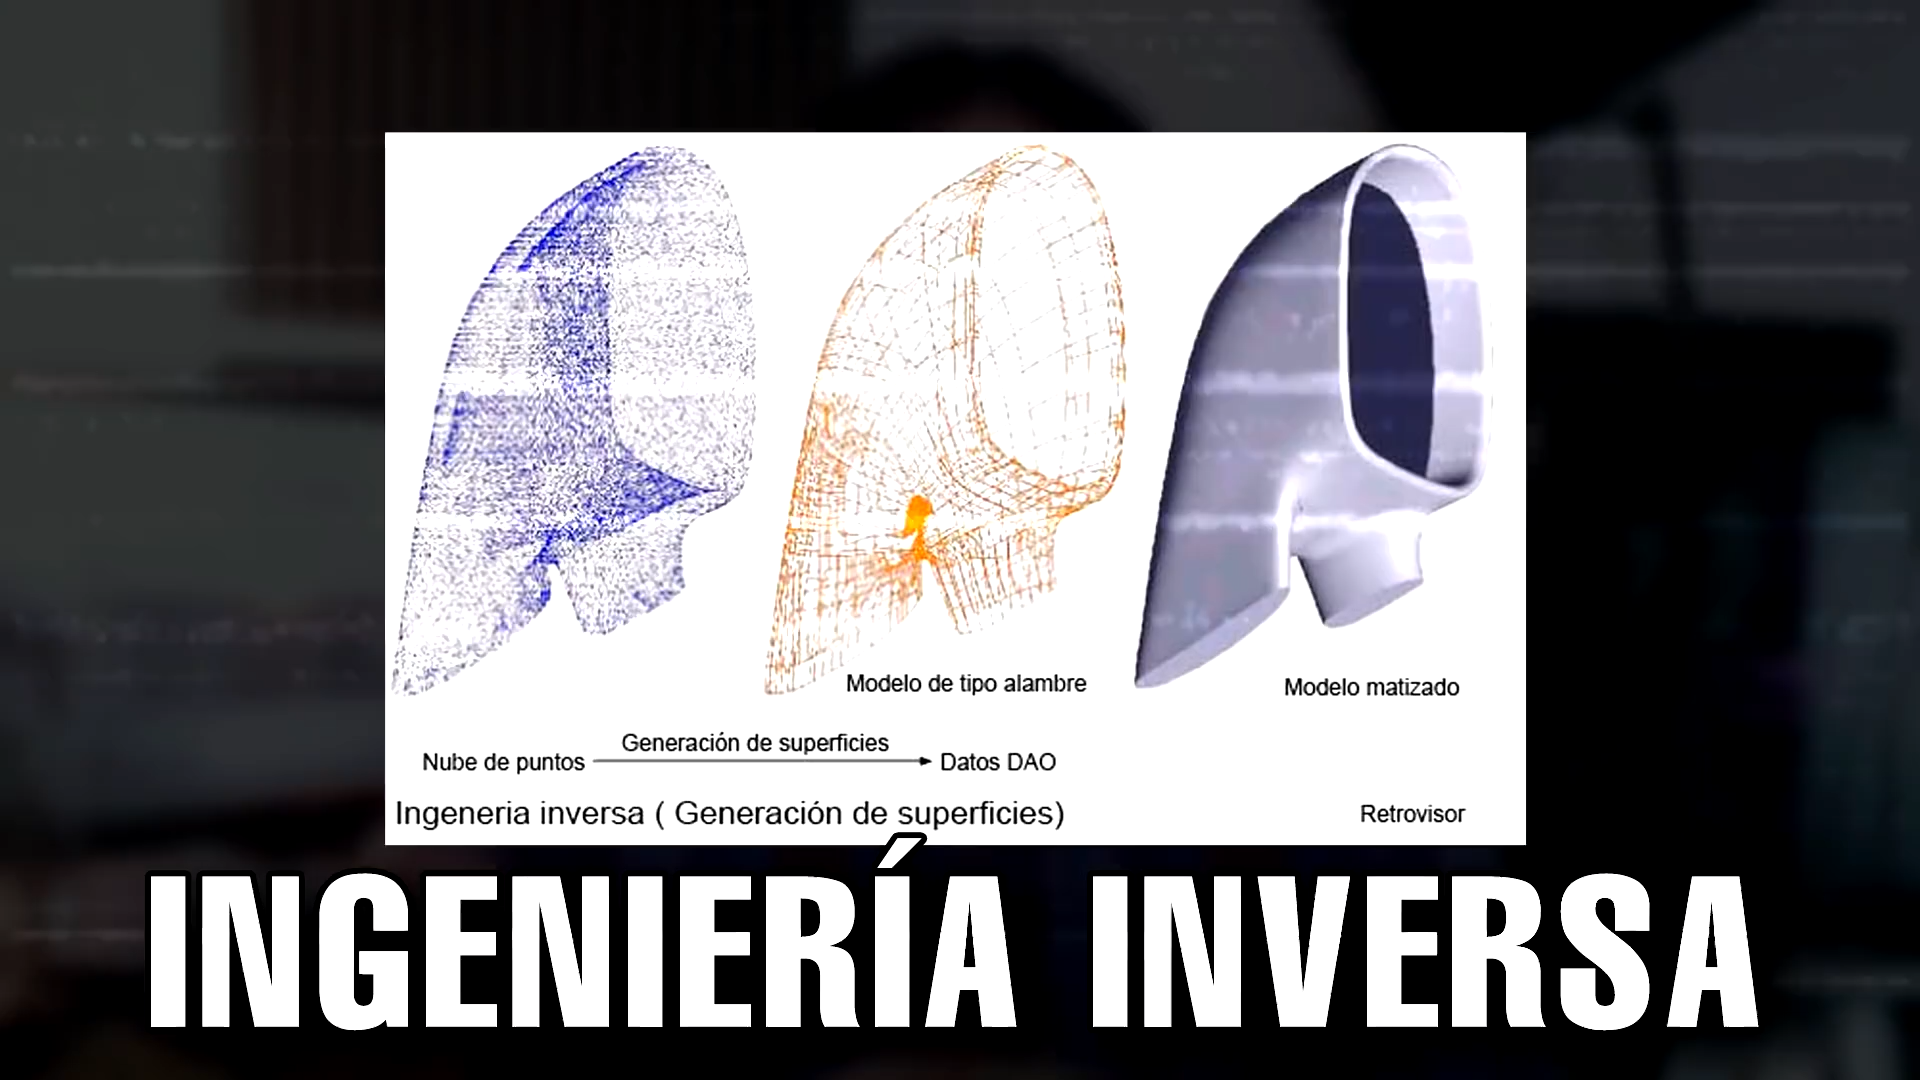 Modelo de tipo alambre
Modelo matizado
Generación de superficies
Nube de puntos
Datos DAO
Ingeneria inversa ( Generación de superficies)
Retrovisor
INGENIERÍA INVERSA